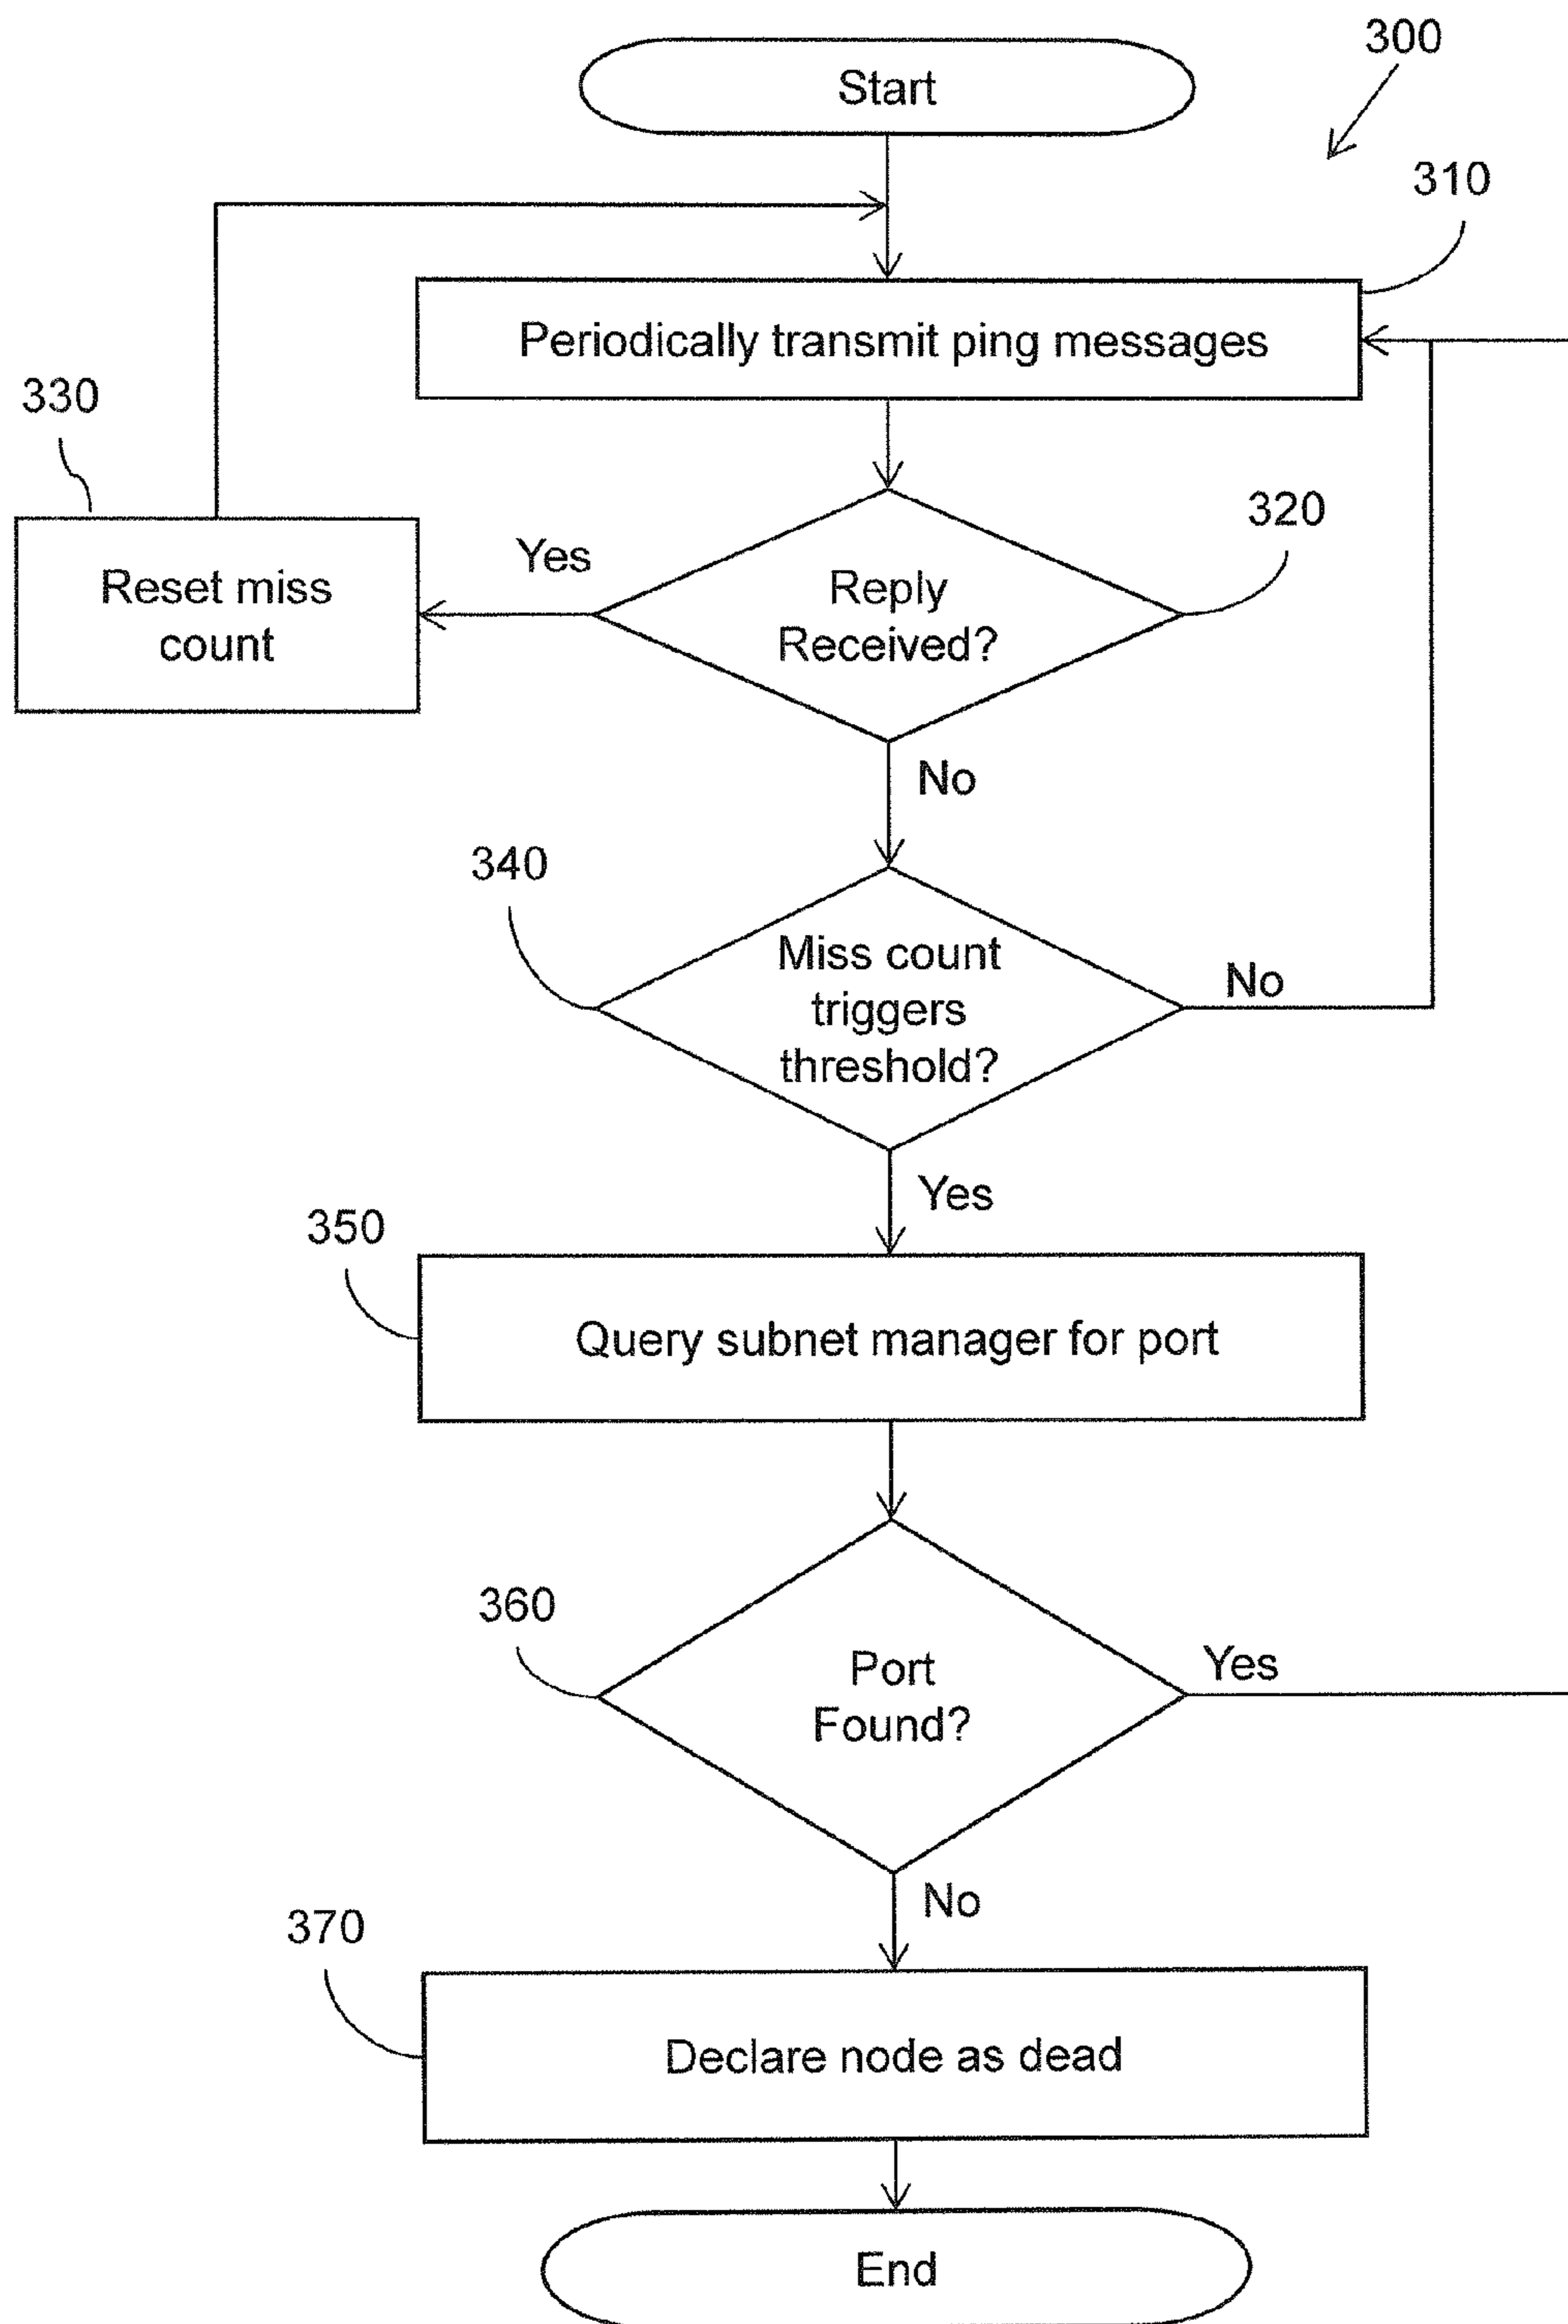 300
Start
310
Periodically transmit ping messages
330
320
Yes
Reset miss
count
Reply
Received?
No
340
Miss count
triggers
threshold?
No
Yes
350
Query subnet manager for port
360
Port
Found?
Yes
No
370
Declare node as dead
End